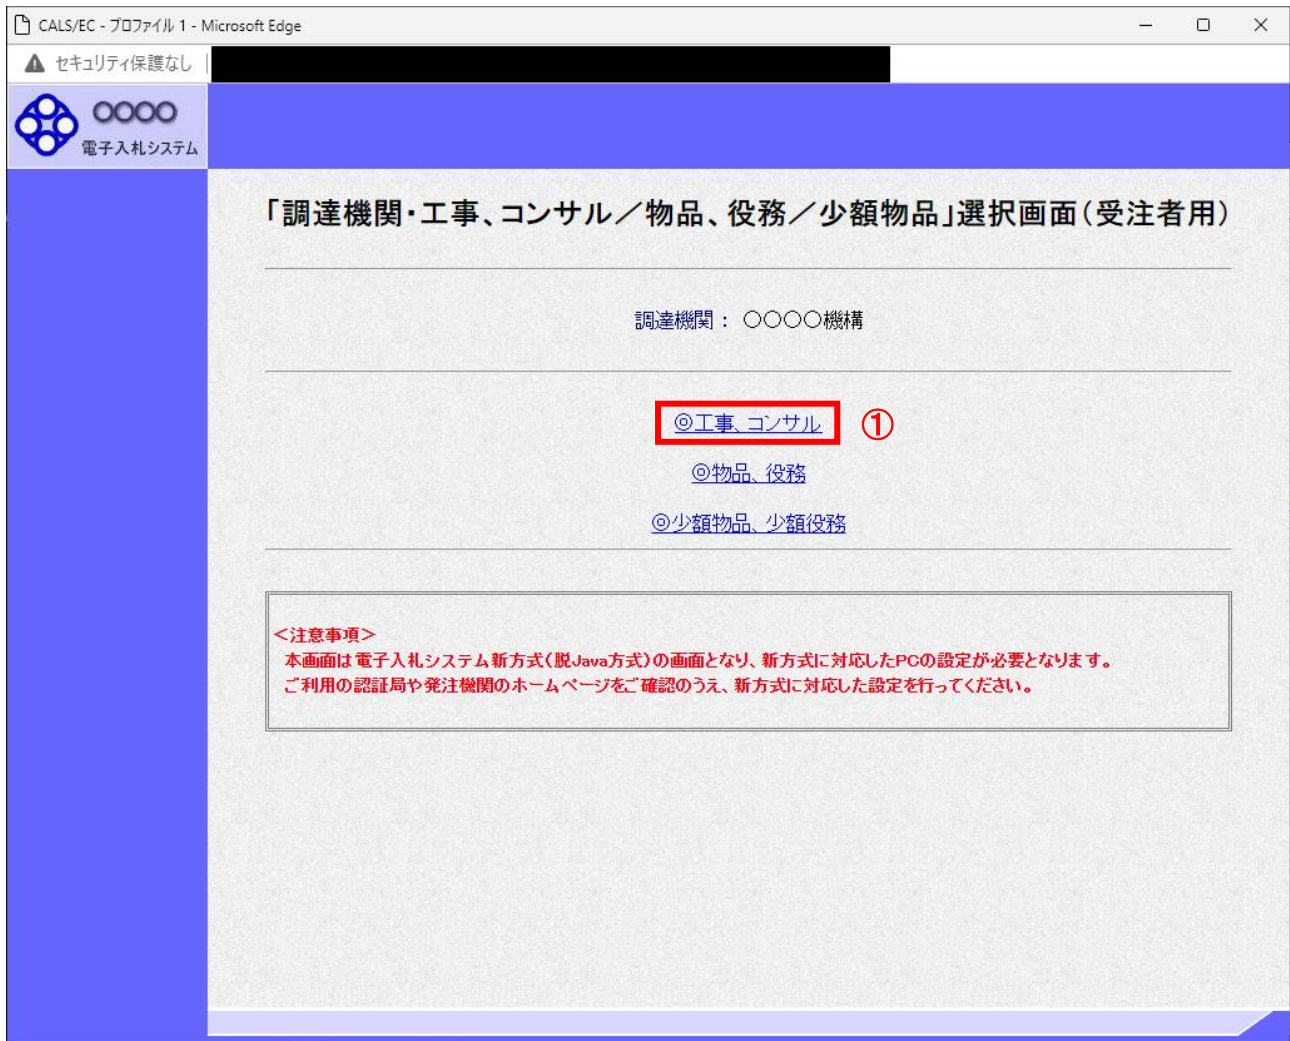 CALS/EC - プロファイル 1 - Microsoft Edge
セキュリティ保護なし
○○○○
電子入札システム
「調達機関・工事、コンサル／物品、役務／少額物品」選択画面（受注者用）
調達機関： ○○○○機構
◎工事、コンサル ①
◎物品、役務
◎少額物品、少額役務
＜注意事項＞
本画面は電子入札システム新方式（脱Java方式）の画面となり、新方式に対応したPCの設定が必要となります。
ご利用の認証局や発注機関のホームページをご確認のうえ、新方式に対応した設定を行ってください。